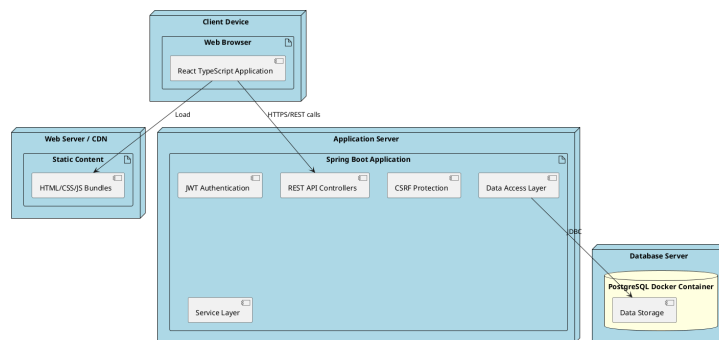 Client Device
Web Browser
React TypeScript Application
Load
HTTPS/REST calls
Web Server / CDN
Static Content
HTML/CSS/JS Bundles
Application Server
Spring Boot Application
JWT Authentication
REST API Controllers
CSRF Protection
Data Access Layer
JDBC
Service Layer
Database Server
PostgreSQL Docker Container
Data Storage